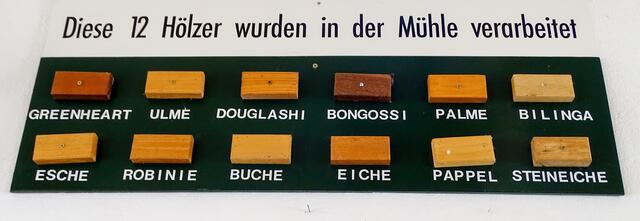 Diese 12 Hölzer wurden in der Mühle verarbeitet
GREENHEART ULME DOUGLASHI BONGOSSI PALME BILINGA
ESCHE ROBINIE BUCHE EICHE PAPPEL STEINEICHE